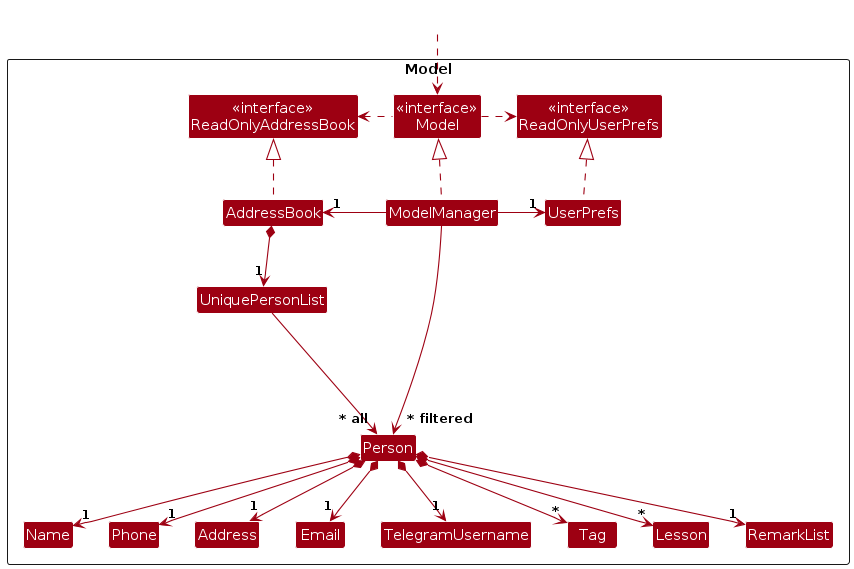 Model
«interface»
ReadOnlyAddressBook
«interface»
Model
«interface»
ReadOnlyUserPrefs
AddressBook
1
ModelManager
1
UserPrefs
1
UniquePersonList
* all
* filtered
Person
1
1
1
1
1
*
*
1
Name
Phone
Address
Email
TelegramUsername
Tag
Lesson
RemarkList